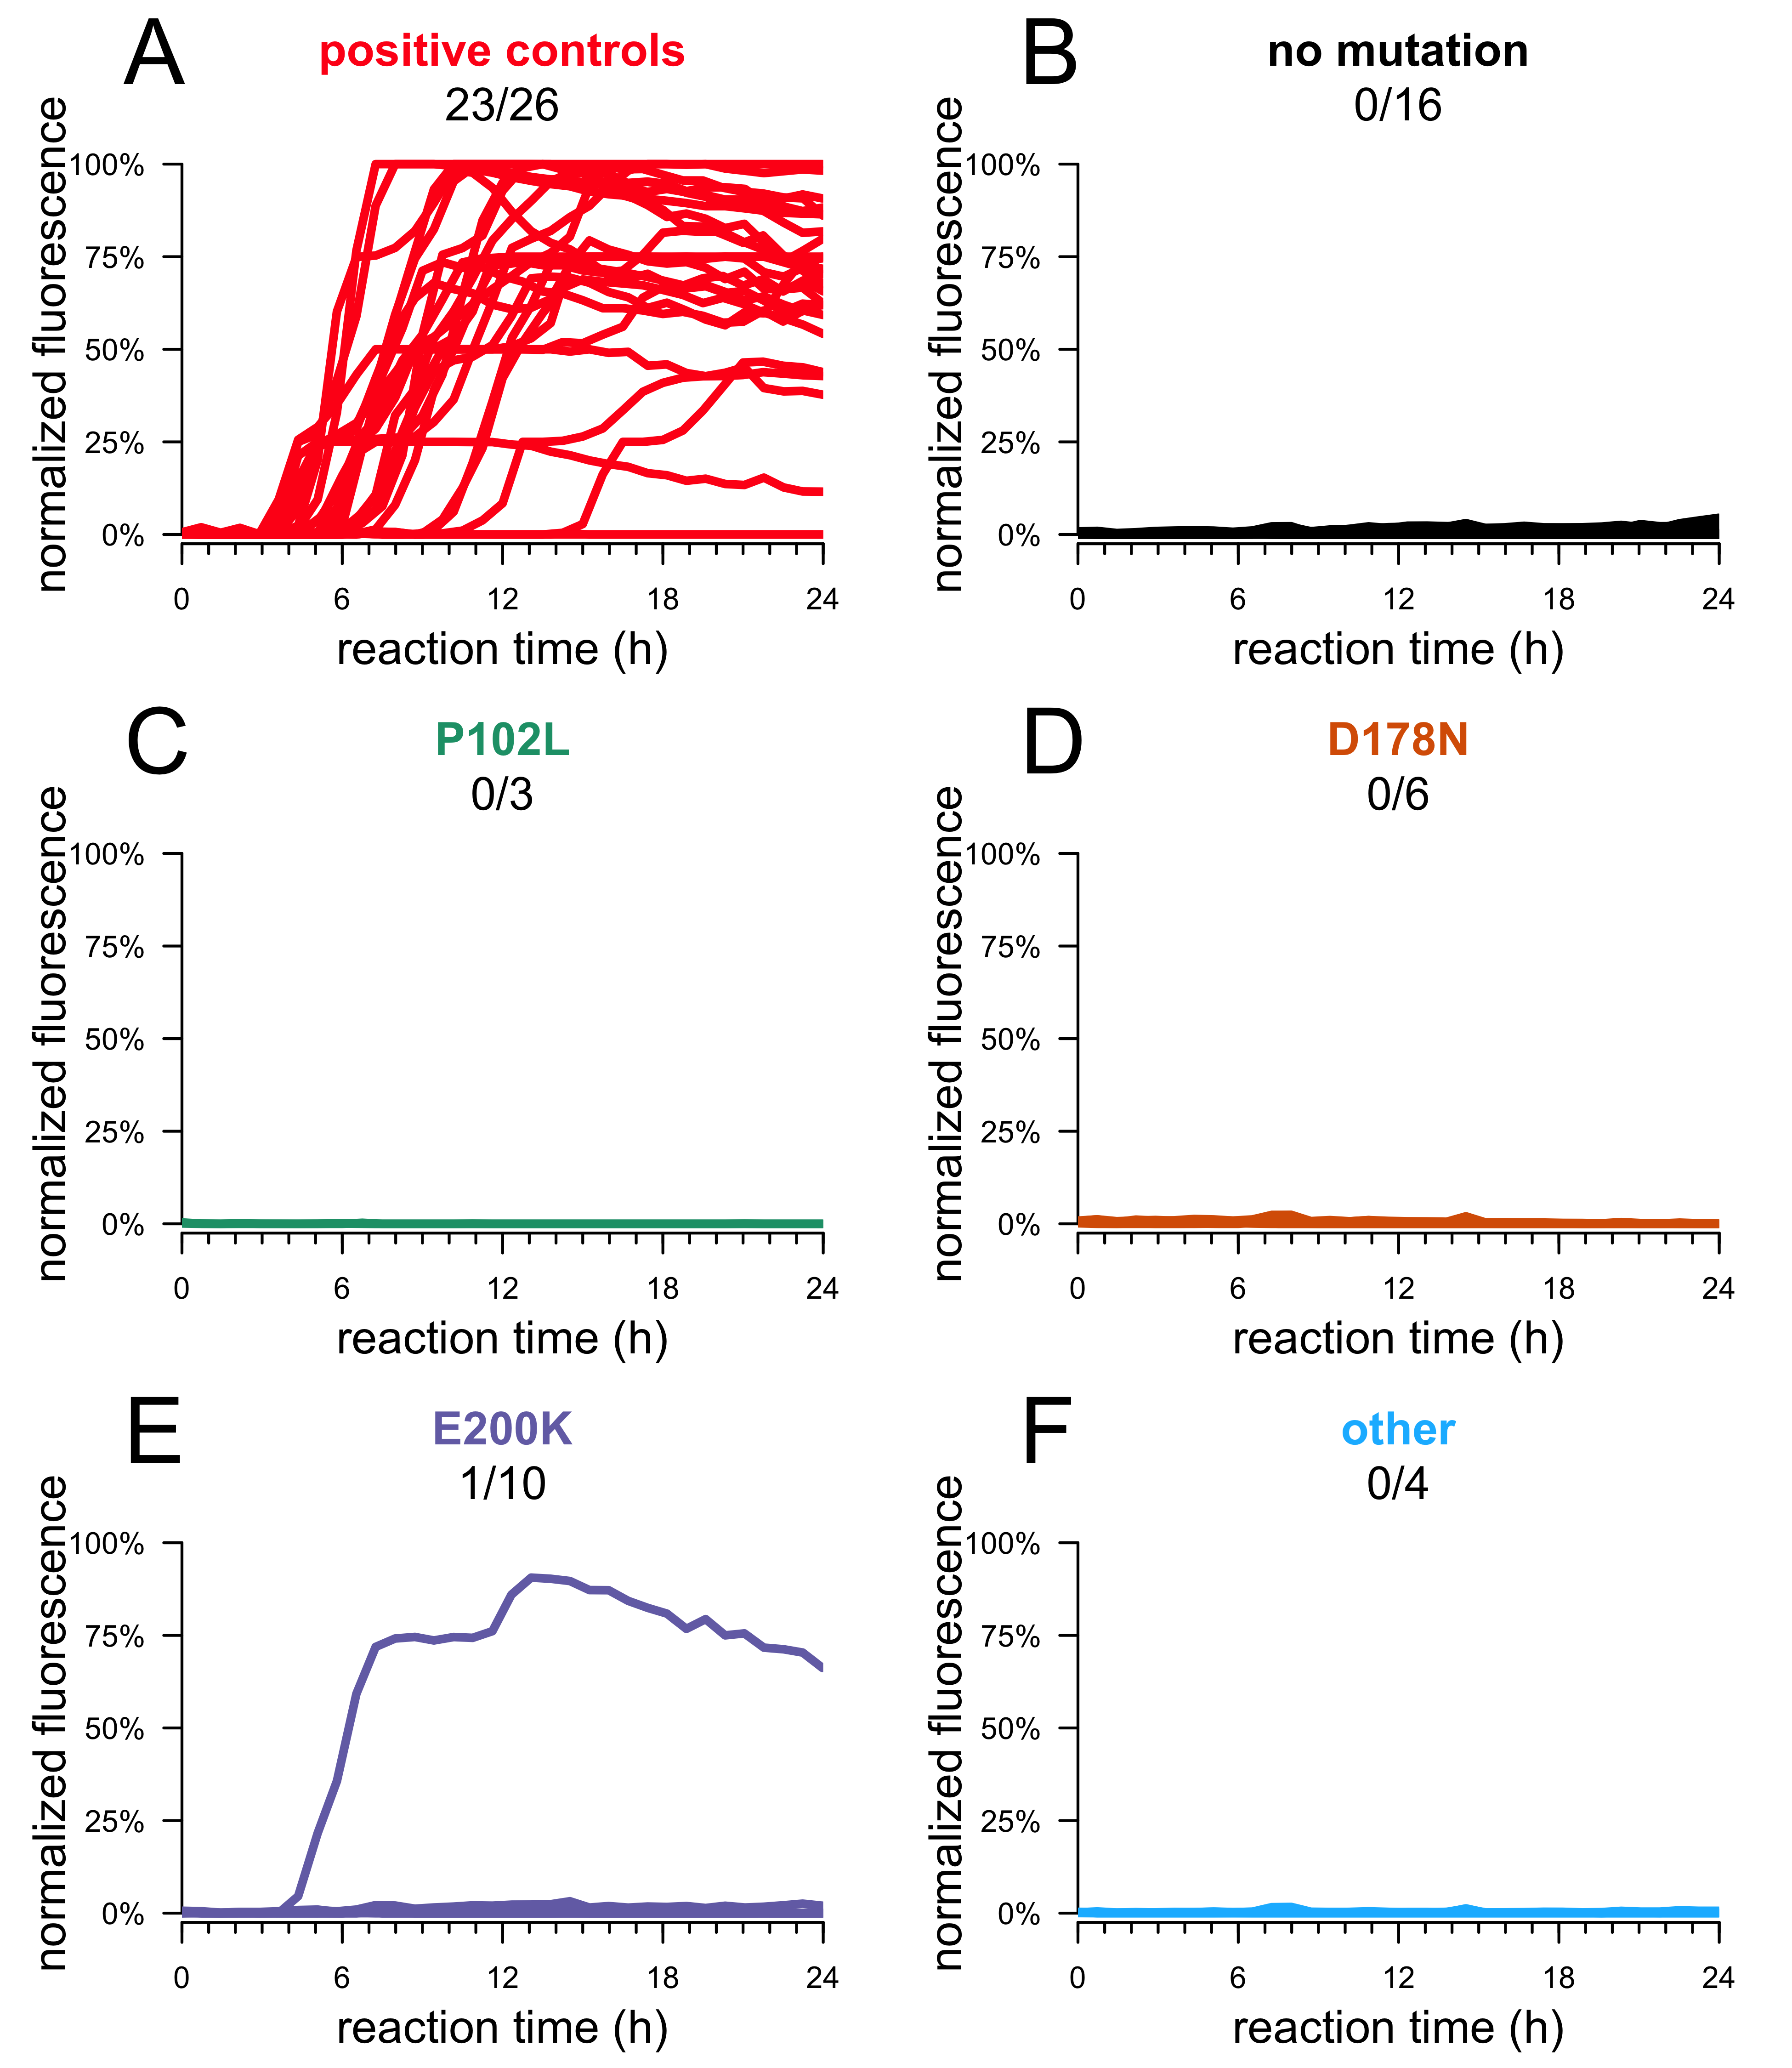 A
positive controls
23/26
normalized fluorescence
100%
75%
50%
25%
0%
0 6 12 18 24
reaction time (h)
B
no mutation
0/16
normalized fluorescence
100%
75%
50%
25%
0%
0 6 12 18 24
reaction time (h)
C
P102L
0/3
normalized fluorescence
100%
75%
50%
25%
0%
0 6 12 18 24
reaction time (h)
D
D178N
0/6
normalized fluorescence
100%
75%
50%
25%
0%
0 6 12 18 24
reaction time (h)
E
E200K
1/10
normalized fluorescence
100%
75%
50%
25%
0%
0 6 12 18 24
reaction time (h)
F
other
0/4
normalized fluorescence
100%
75%
50%
25%
0%
0 6 12 18 24
reaction time (h)